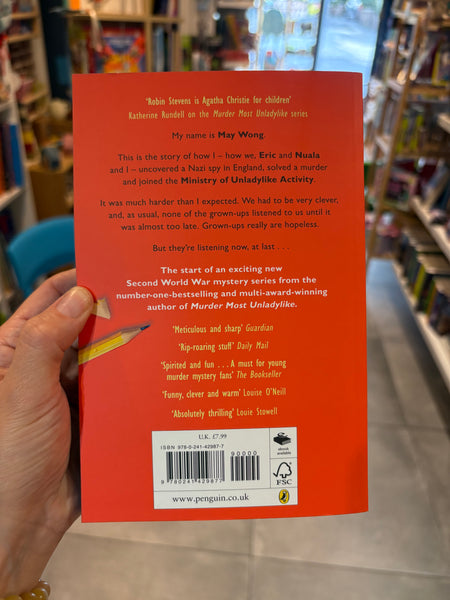 ‘Robin Stevens is Agatha Christie for children’
Katherine Rundell on the Murder Most Unladylike series
My name is May Wong.
This is the story of how I – how we, Eric and Nuala
and I – uncovered a Nazi spy in England, solved a murder
and joined the Ministry of Unladylike Activity.
It was much harder than I expected. We had to be very clever,
and, as usual, none of the grown-ups listened to us until it
was almost too late. Grown-ups really are hopeless.
But they’re listening now, at last . . .
The start of an exciting new
Second World War mystery series from the
number-one-bestselling and multi-award-winning
author of Murder Most Unladylike.
‘Meticulous and sharp’ Guardian
‘Rip-roaring stuff’ Daily Mail
‘Spirited and fun . . . A must for young
murder mystery fans’ The Bookseller
‘Funny, clever and warm’ Louise O’Neill
‘Absolutely thrilling’ Louie Stowell
U.K. £7.99
ISBN 978-0-241-42987-7
90000
9 780241 429877
ebook
available
FSC
www.penguin.co.uk